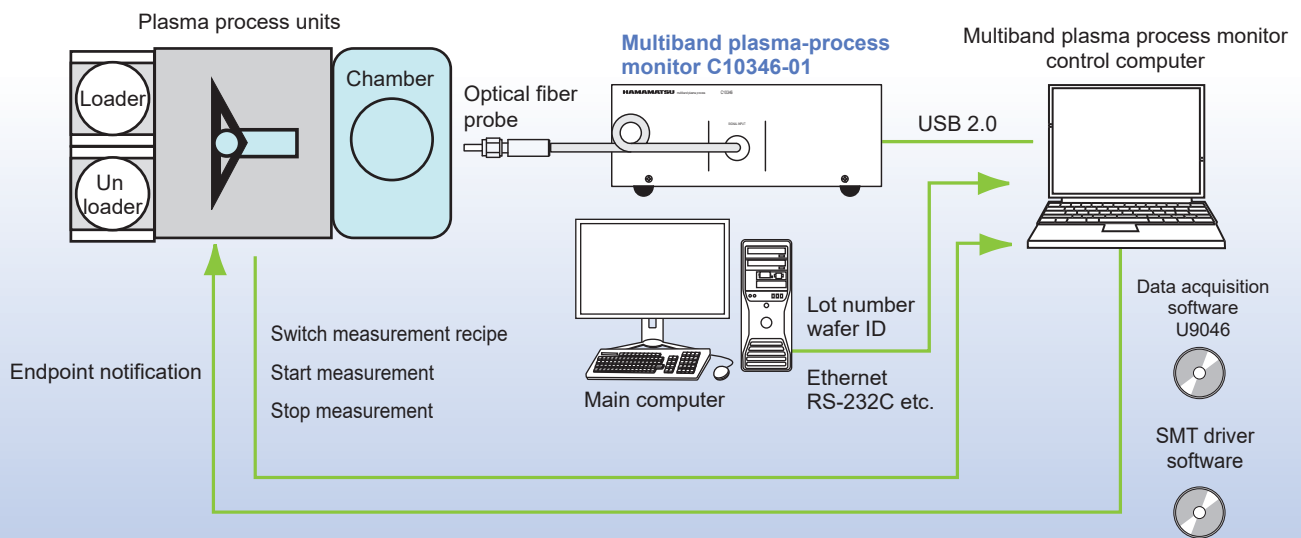 Plasma process units
Loader
Un
loader
Chamber
Optical fiber
probe
Multiband plasma-process
monitor C10346-01
HAMAMATSU
SIGNAL INPUT
USB 2.0
Multiband plasma process monitor
control computer
Data acquisition
software
U9046
SMT driver
software
Lot number
wafer ID
Ethernet
RS-232C etc.
Main computer
Switch measurement recipe
Start measurement
Stop measurement
Endpoint notification